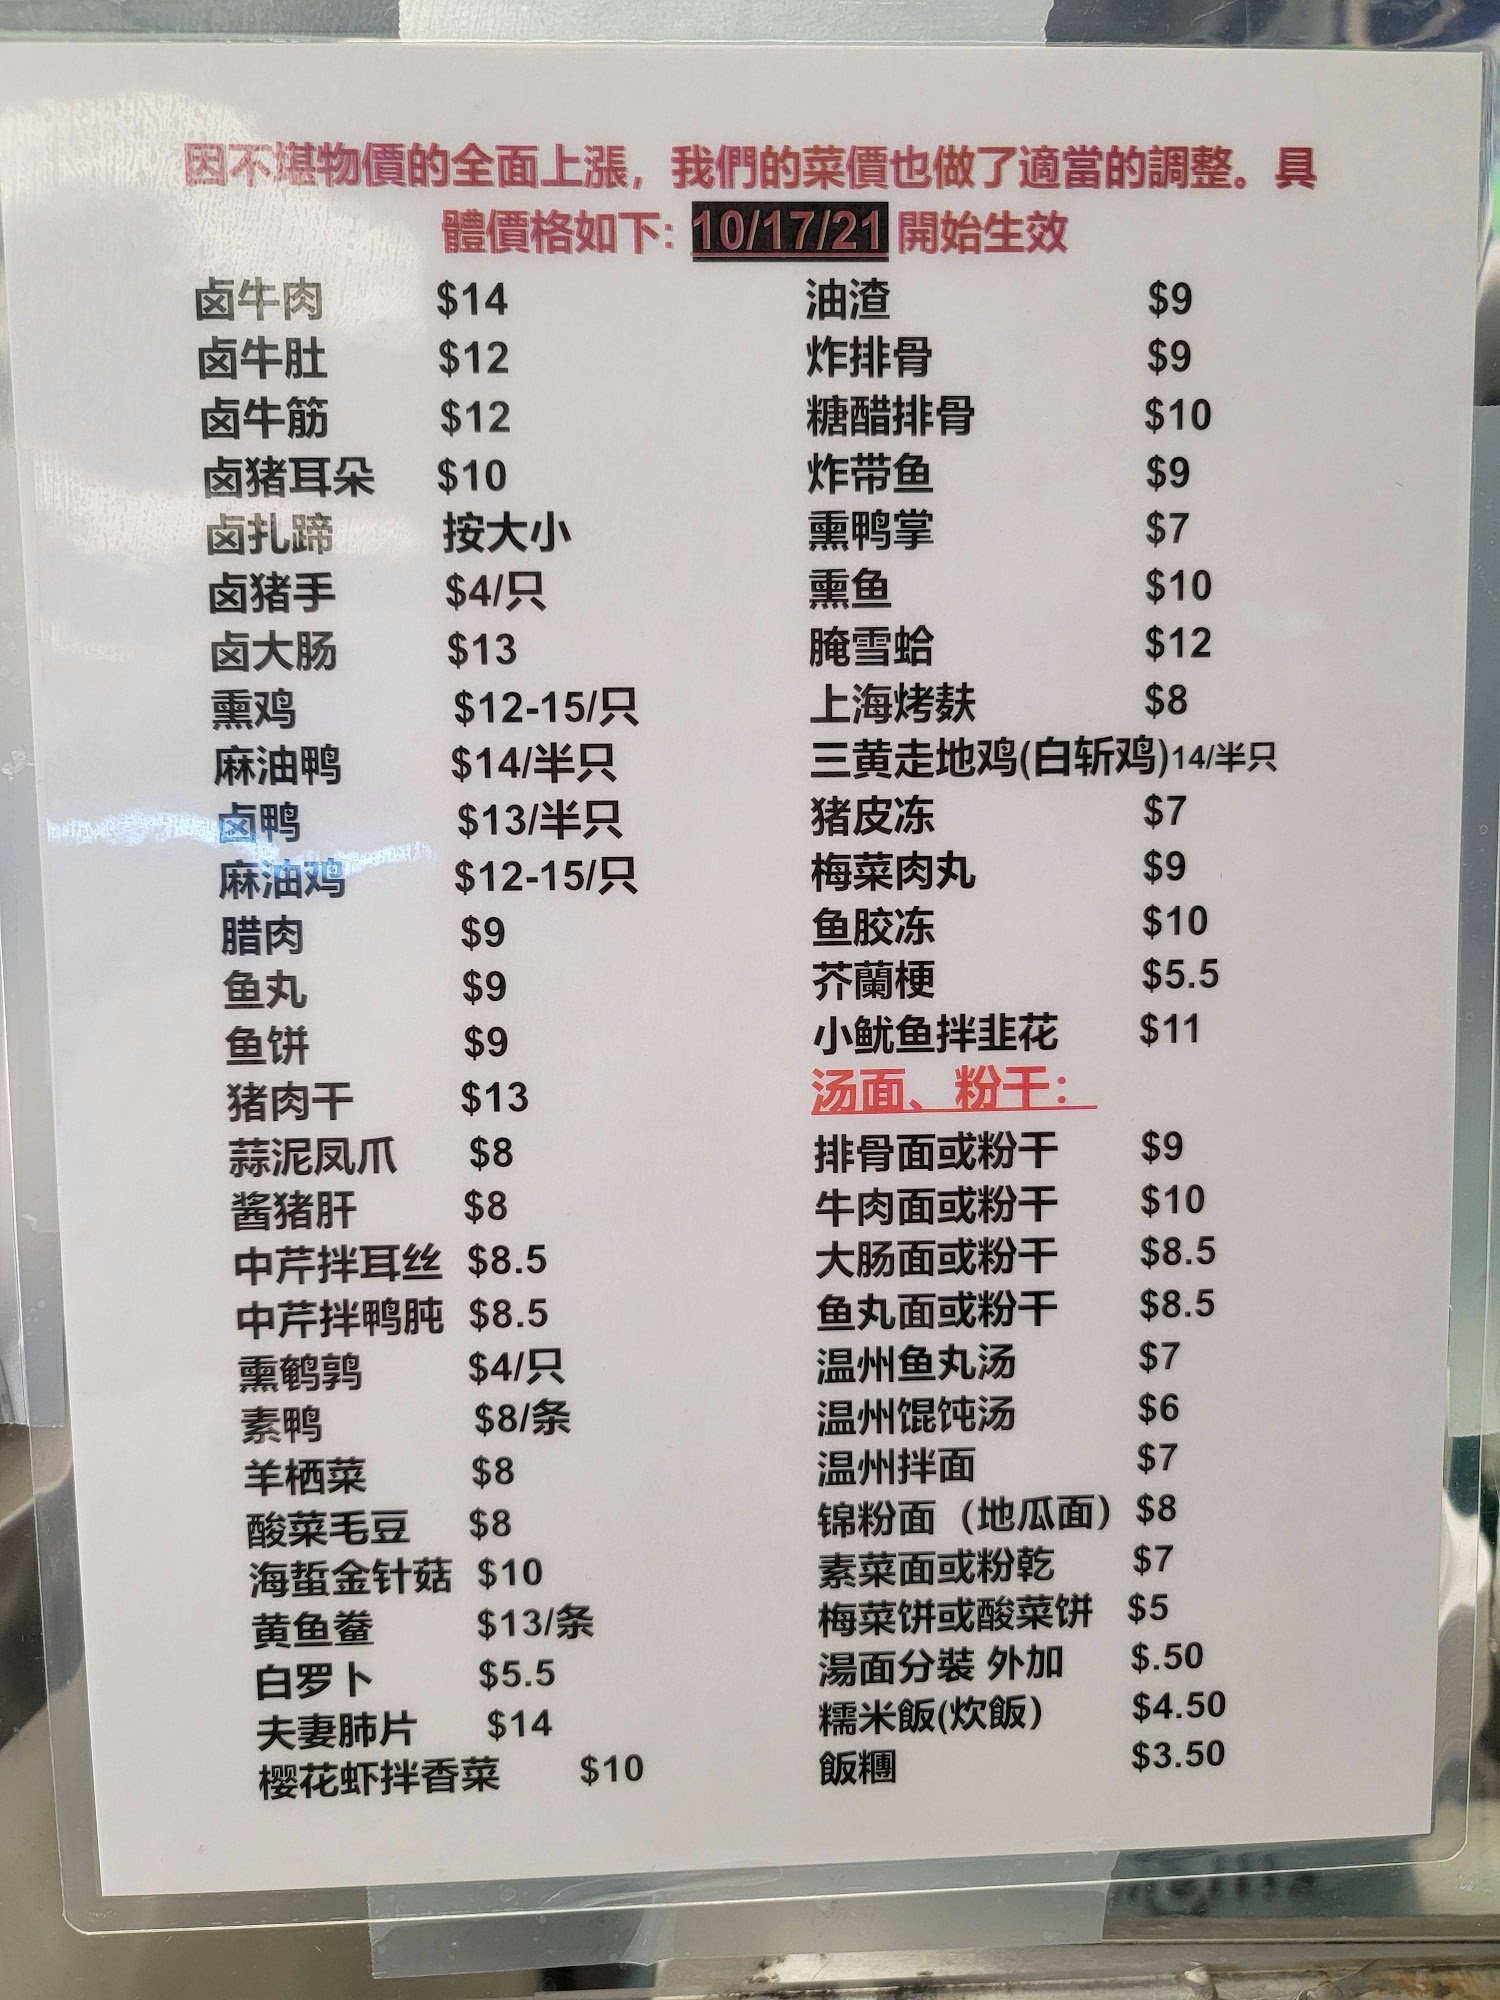 因不堪物價的全面上漲，我們的菜價也做了適當的調整。具
體價格如下: 10/17/21 開始生效
卤牛肉 $14
卤牛肚 $12
卤牛筋 $12
卤猪耳朵 $10
卤扎蹄 按大小
卤猪手 $4/只
卤大肠 $13
熏鸡 $12-15/只
麻油鸭 $14/半只
卤鸭 $13/半只
麻油鸡 $12-15/只
腊肉 $9
鱼丸 $9
鱼饼 $9
猪肉干 $13
蒜泥凤爪 $8
酱猪肝 $8
中芹拌耳丝 $8.5
中芹拌鸭肫 $8.5
熏鹌鹑 $4/只
素鸭 $8/条
羊栖菜 $8
酸菜毛豆 $8
海蜇金针菇 $10
黄鱼鲞 $13/条
白罗卜 $5.5
夫妻肺片 $14
樱花虾拌香菜 $10
油渣 $9
炸排骨 $9
糖醋排骨 $10
炸带鱼 $9
熏鸭掌 $7
熏鱼 $10
腌雪蛤 $12
上海烤麸 $8
三黄走地鸡(白斩鸡)14/半只
猪皮冻 $7
梅菜肉丸 $9
鱼胶冻 $10
芥蘭梗 $5.5
小鱿鱼拌韭花 $11
汤面、粉干：
排骨面或粉干 $9
牛肉面或粉干 $10
大肠面或粉干 $8.5
鱼丸面或粉干 $8.5
温州鱼丸汤 $7
温州馄饨汤 $6
温州拌面 $7
锦粉面（地瓜面） $8
素菜面或粉乾 $7
梅菜饼或酸菜饼 $5
湯面分裝 外加 $.50
糯米飯(炊飯） $4.50
飯糰 $3.50